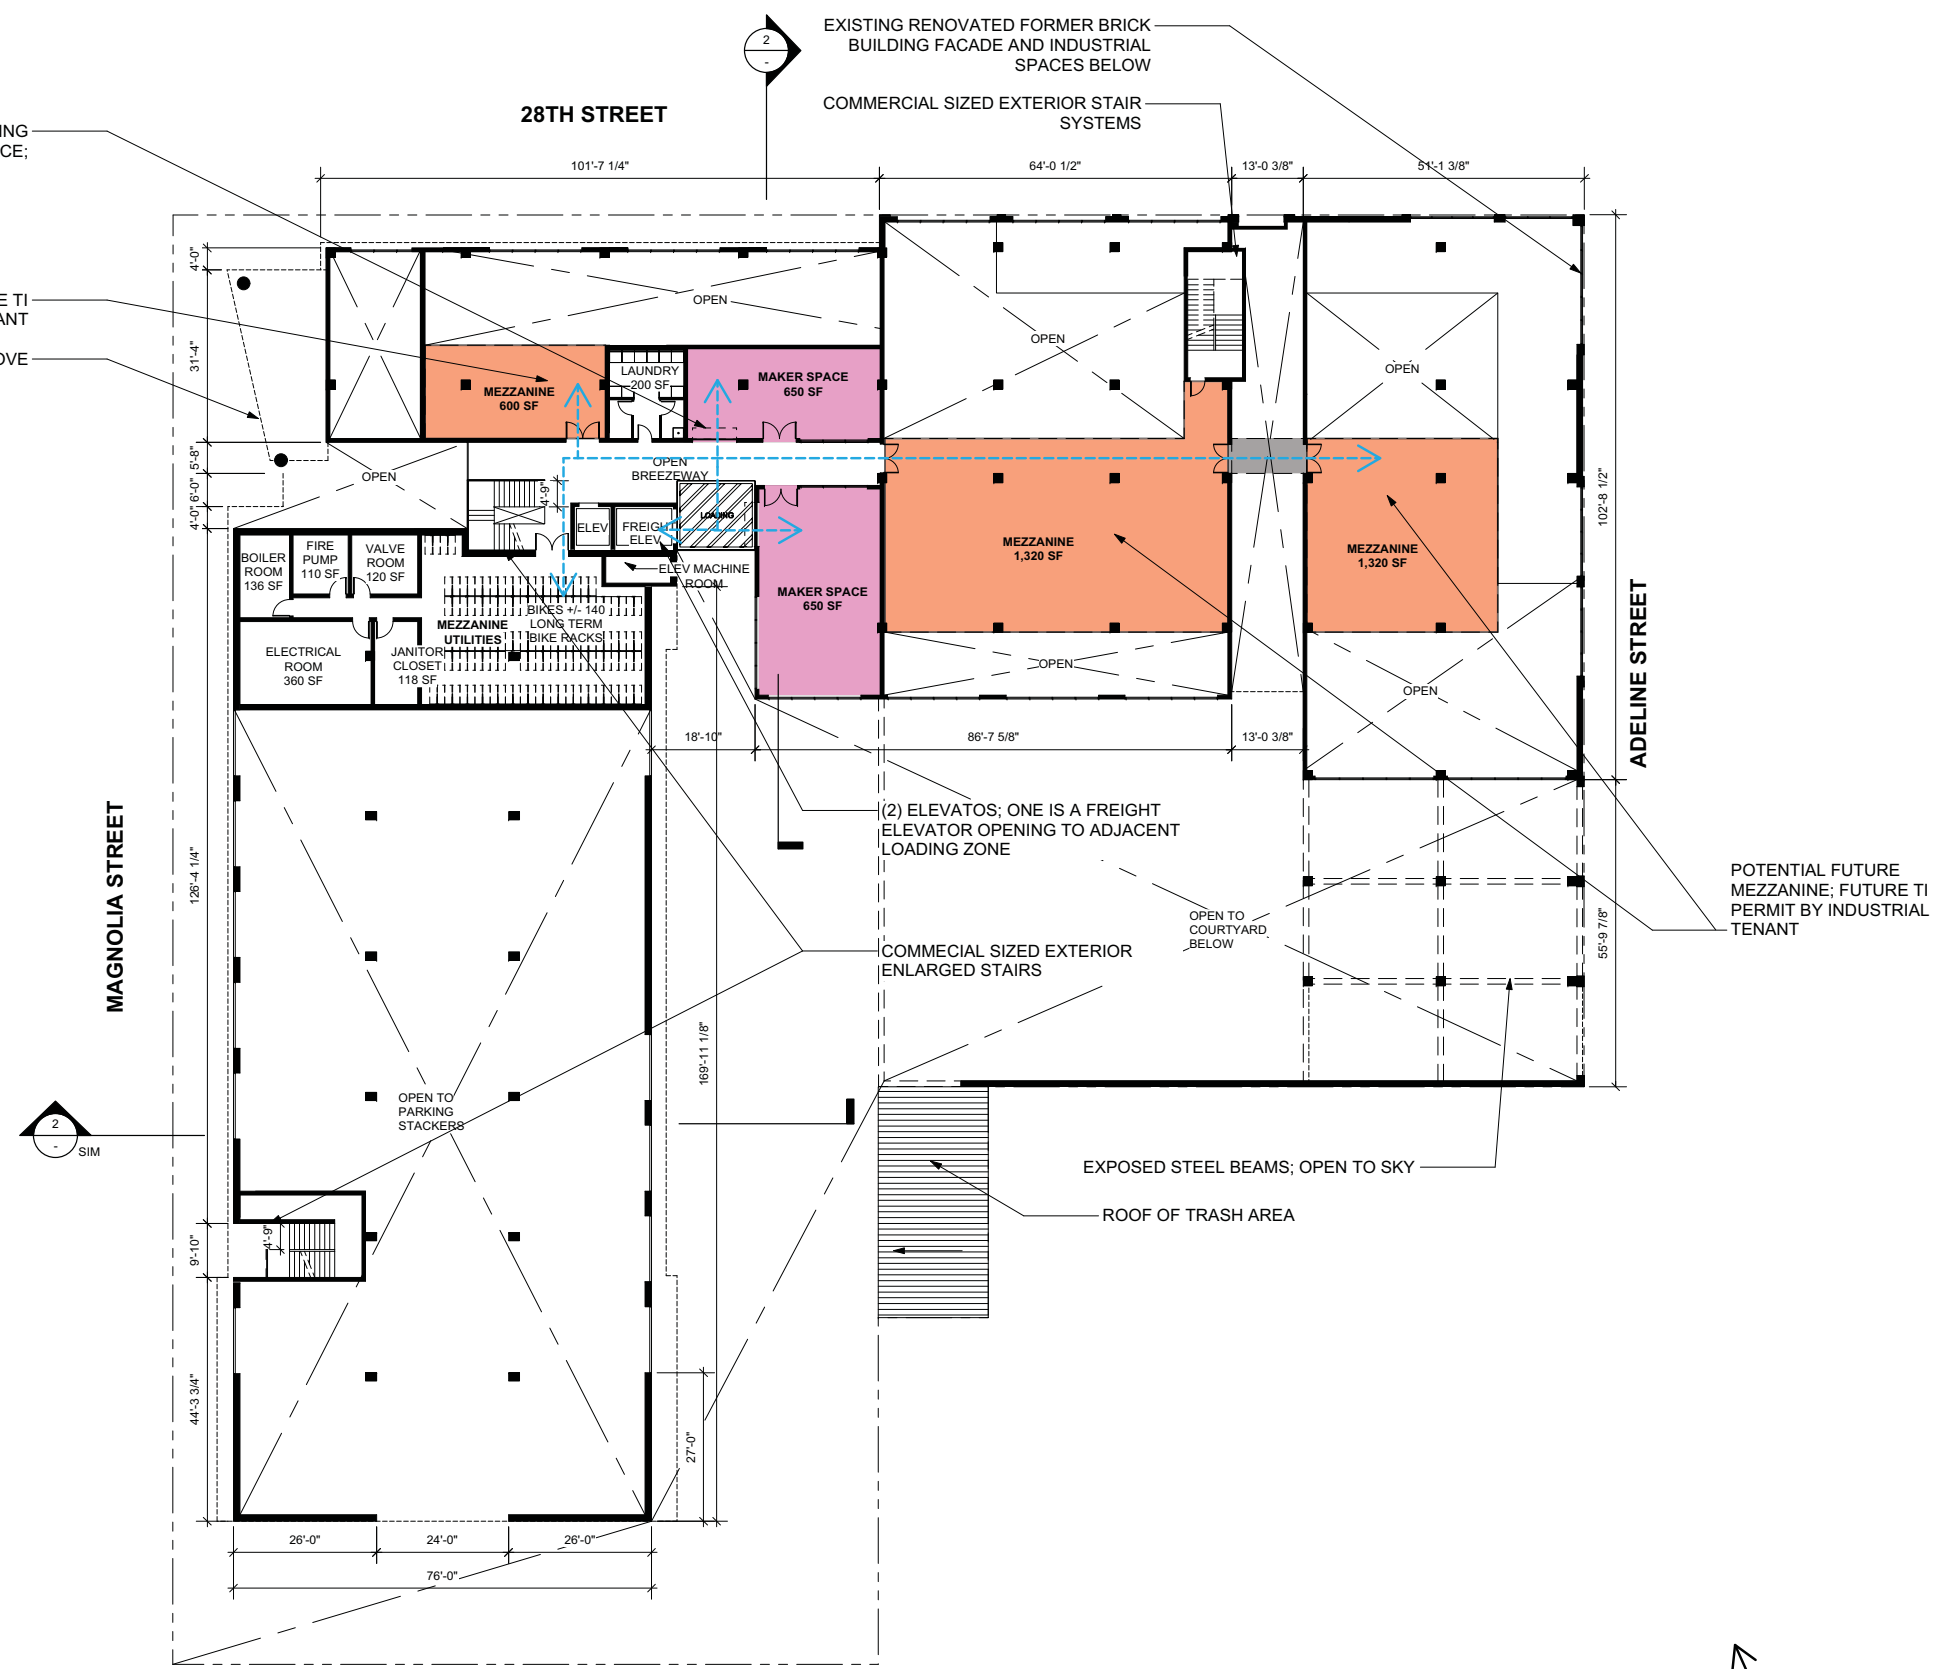 2
-
EXISTING RENOVATED FORMER BRICK
BUILDING FACADE AND INDUSTRIAL
SPACES BELOW
28TH STREET
COMMERCIAL SIZED EXTERIOR STAIR
SYSTEMS
ING
CE;
101'-7 1/4"
64'-0 1/2"
13'-0 3/8"
51'-1 3/8"
4'-0"
31'-4"
5'-8"
6'-0"
4'-0"
E TI
ANT
OVE
OPEN
OPEN
OPEN
LAUNDRY
200 SF
MAKER SPACE
650 SF
MEZZANINE
600 SF
OPEN
OPEN
BREEZEWAY
4'-9"
ELEV
FREIGHT
ELEV
LOADING
ELEV MACHINE
ROOM
BOILER
ROOM
136 SF
FIRE
PUMP
110 SF
VALVE
ROOM
120 SF
MEZZANINE
1,320 SF
MEZZANINE
1,320 SF
102'-8 1/2"
MAKER SPACE
650 SF
BIKES +/- 140
LONG TERM
BIKE RACKS
MEZZANINE
UTILITIES
ELECTRICAL
ROOM
360 SF
JANITOR
CLOSET
118 SF
OPEN
OPEN
ADELINE STREET
18'-10"
86'-7 5/8"
13'-0 3/8"
MAGNOLIA STREET
126'-4 1/4"
(2) ELEVATOS; ONE IS A FREIGHT
ELEVATOR OPENING TO ADJACENT
LOADING ZONE
POTENTIAL FUTURE
MEZZANINE; FUTURE TI
PERMIT BY INDUSTRIAL
TENANT
OPEN TO
COURTYARD
BELOW
55'-9 7/8"
COMMECIAL SIZED EXTERIOR
ENLARGED STAIRS
169'-11 1/8"
OPEN TO
PARKING
STACKERS
2
-
SIM
EXPOSED STEEL BEAMS; OPEN TO SKY
ROOF OF TRASH AREA
9'-10"
4'-9"
44'-3 3/4"
27'-0"
26'-0"
24'-0"
26'-0"
76'-0"